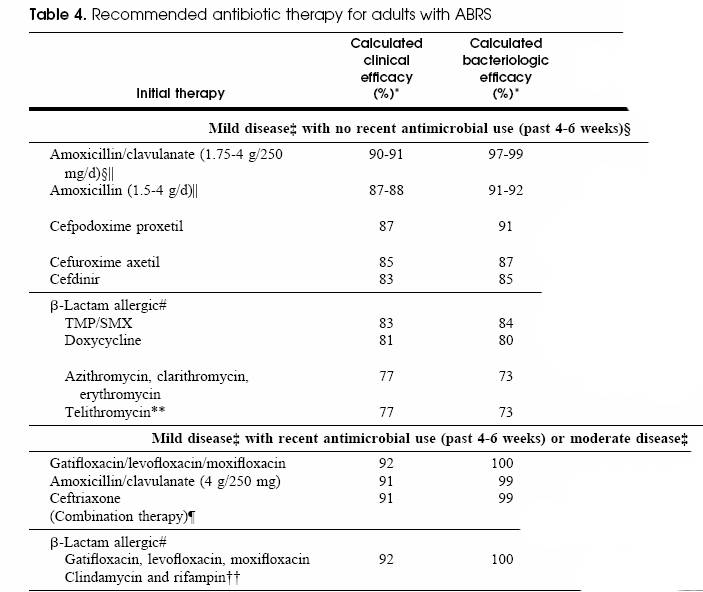 Table 4. Recommended antibiotic therapy for adults with ABRS
Initial therapy
Calculated
clinical
efficacy
(%)*
Calculated
bacteriologic
efficacy
(%)*
Mild disease‡ with no recent antimicrobial use (past 4-6 weeks)§
Amoxicillin/clavulanate (1.75-4 g/250 90-91 97-99
mg/d)§||
Amoxicillin (1.5-4 g/d)|| 87-88 91-92
Cefpodoxime proxetil 87 91
Cefuroxime axetil 85 87
Cefdinir 83 85
β-Lactam allergic#
TMP/SMX 83 84
Doxycycline 81 80
Azithromycin, clarithromycin, 77 73
erythromycin
Telithromycin** 77 73
Mild disease‡ with recent antimicrobial use (past 4-6 weeks) or moderate disease‡
Gatifloxacin/levofloxacin/moxifloxacin 92 100
Amoxicillin/clavulanate (4 g/250 mg) 91 99
Ceftriaxone 91 99
(Combination therapy)¶
β-Lactam allergic#
Gatifloxacin, levofloxacin, moxifloxacin 92 100
Clindamycin and rifampin††